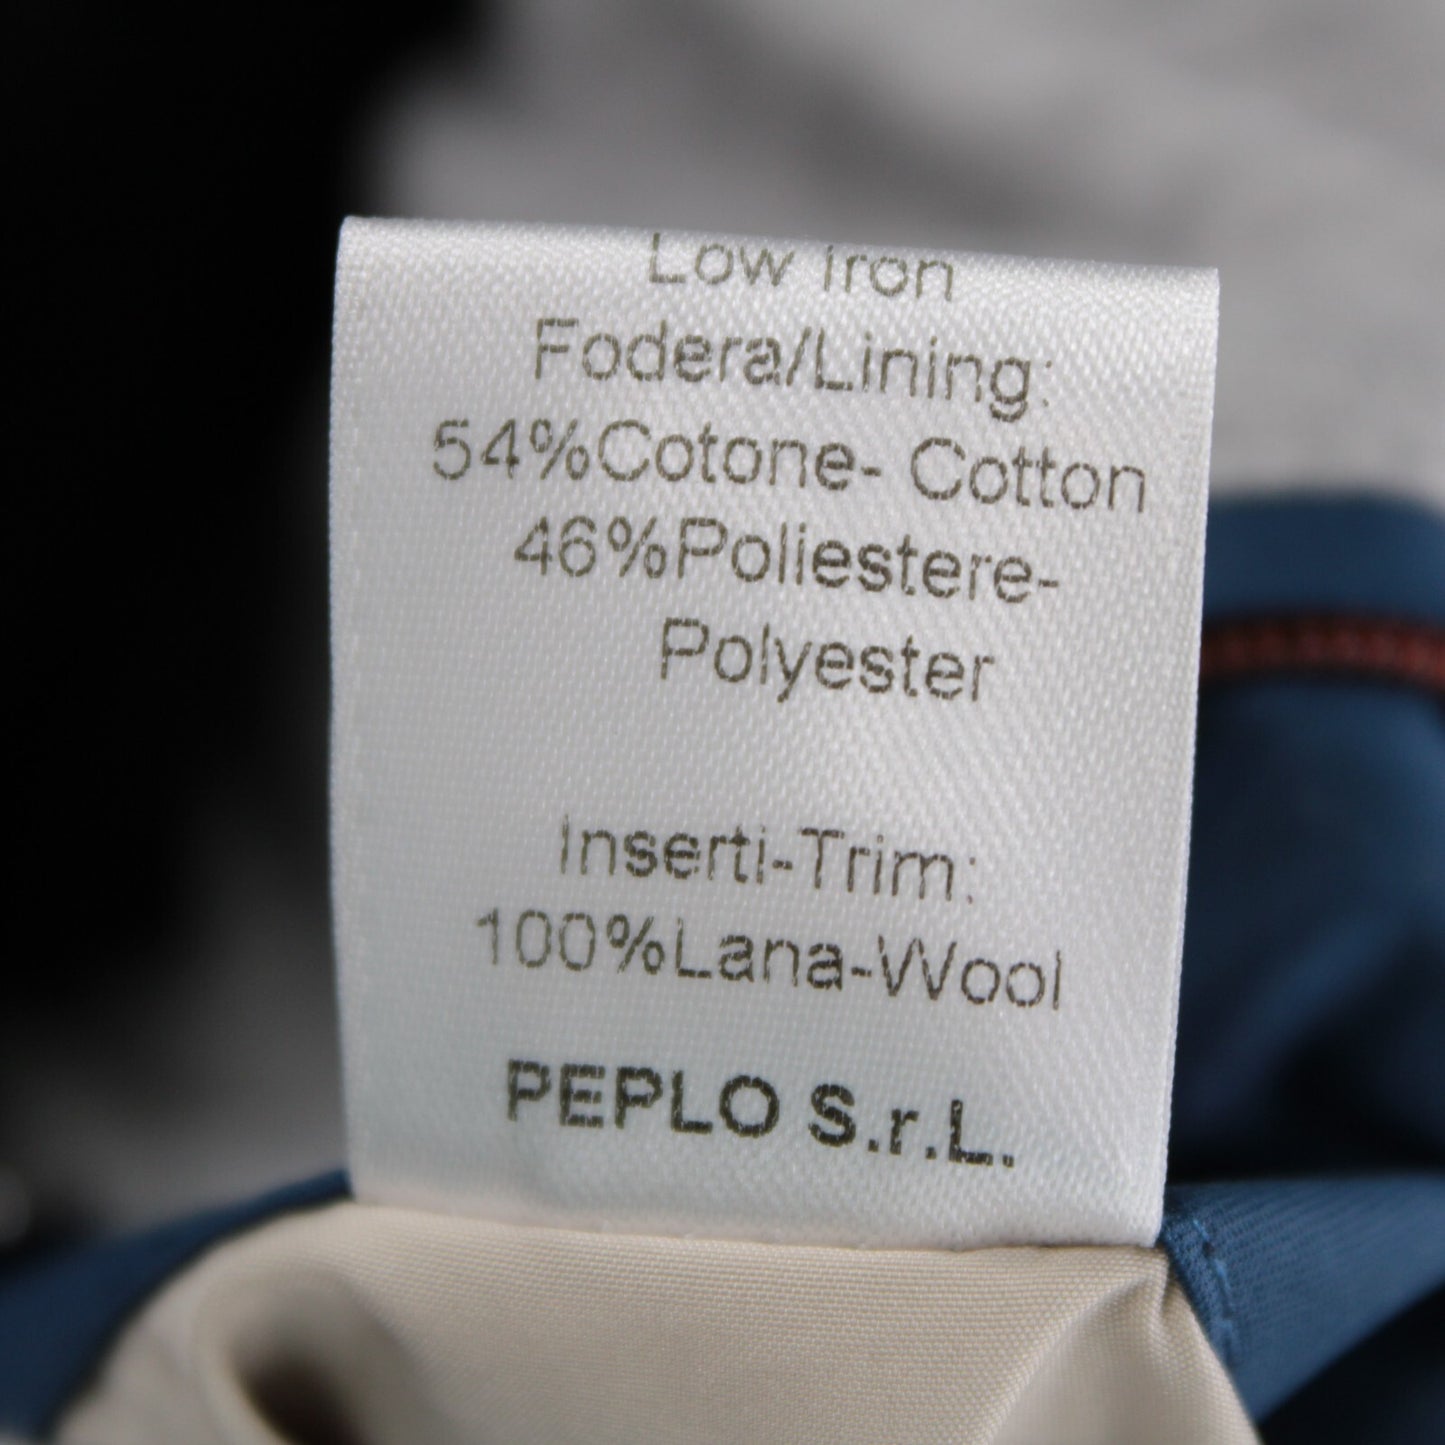 Low iron
Fodera/Lining:
54%Cotone- Cotton
46%Poliestere-
Polyester
Inserti-Trim:
100%Lana-Wool
PEPLO S.r.L.